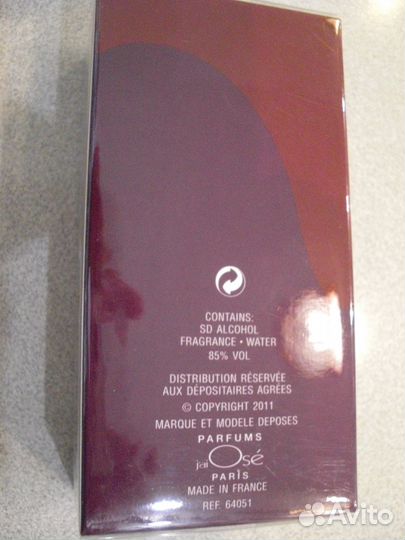 CONTAINS:
SD ALCOHOL
FRAGRANCE • WATER
85% VOL
DISTRIBUTION RÉSERVÉE
AUX DÉPOSITAIRES AGRÉES
© COPYRIGHT 2011
MARQUE ET MODELE DEPOSES
PARFUMS
j'ai Osé
PARIS
MADE IN FRANCE
REF. 64051
Avito